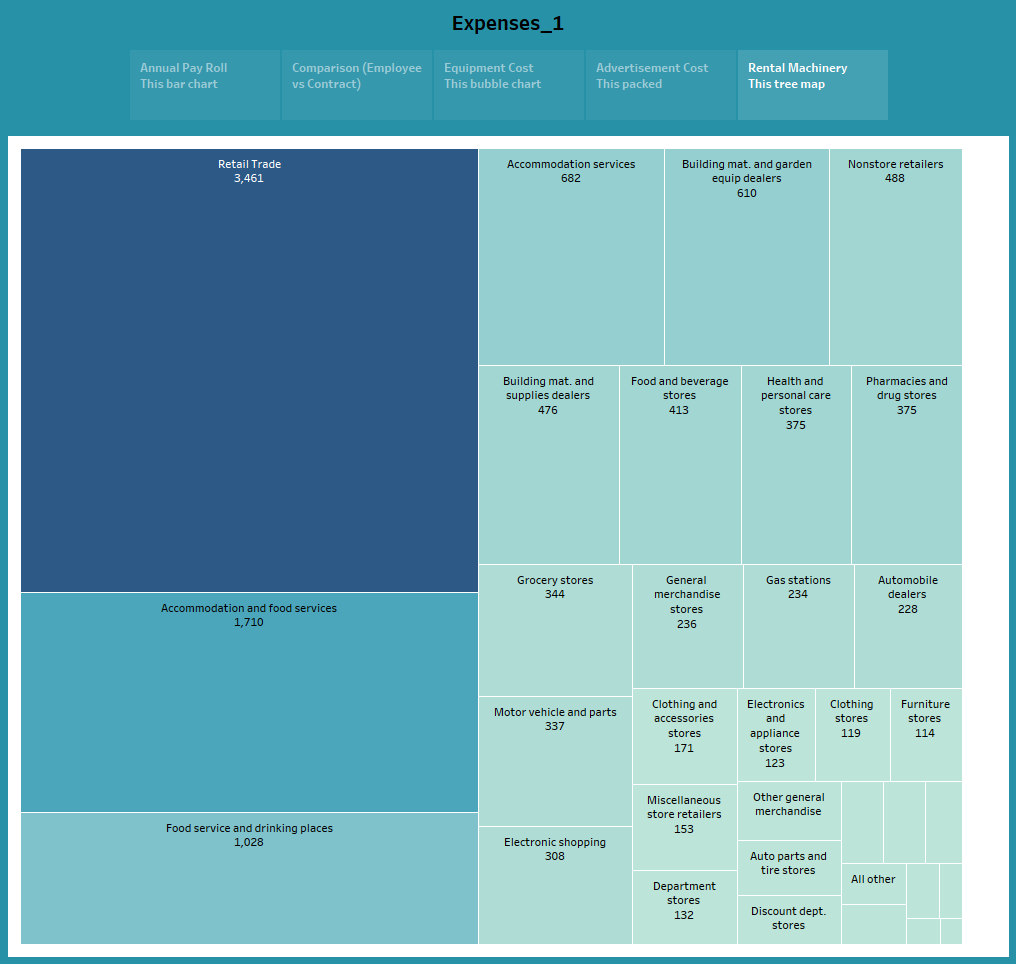 Expenses_1
Annual Pay Roll
This bar chart
Comparison (Employee
vs Contract)
Equipment Cost
This bubble chart
Advertisement Cost
This packed
Rental Machinery
This tree map
Retail Trade
3,461
Accommodation services
682
Building mat. and garden
equip dealers
610
Nonstore retailers
488
Building mat. and
supplies dealers
476
Food and beverage
stores
413
Health and
personal care
stores
375
Pharmacies and
drug stores
375
Grocery stores
344
General
merchandise
stores
236
Gas stations
234
Automobile
dealers
228
Accommodation and food services
1,710
Motor vehicle and parts
337
Clothing and
accessories
stores
171
Electronics
and
appliance
stores
123
Clothing
stores
119
Furniture
stores
114
Miscellaneous
store retailers
153
Other general
merchandise
Food service and drinking places
1,028
Electronic shopping
308
Auto parts and
tire stores
All other
Department
stores
132
Discount dept.
stores